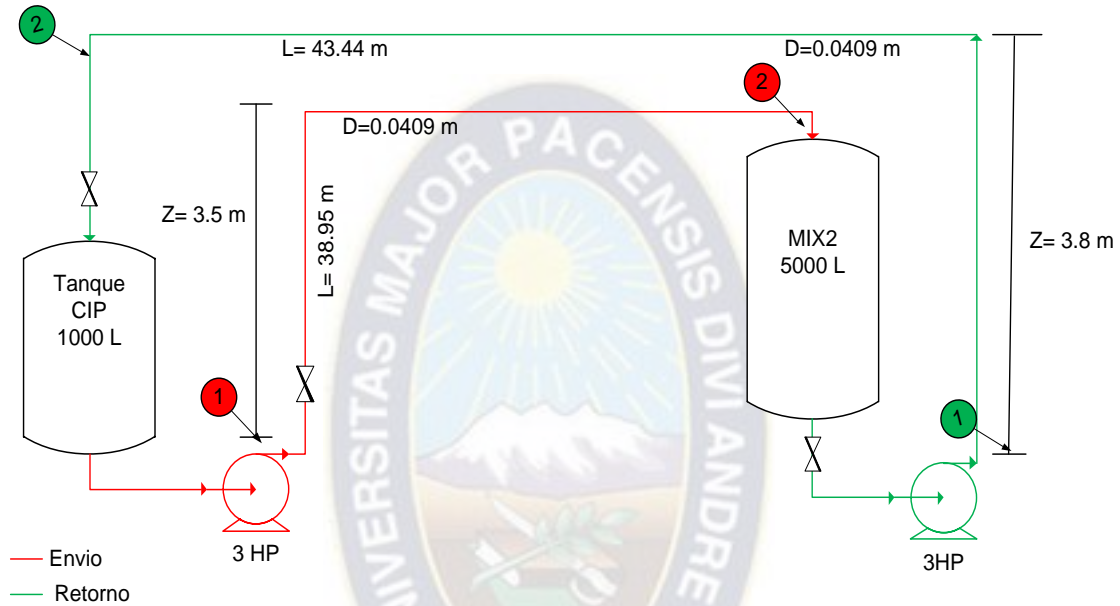 2
L= 43.44 m
D=0.0409 m
2
D=0.0409 m
Z= 3.5 m
L= 38.95 m
Z= 3.8 m
Tanque
CIP
1000 L
MIX2
5000 L
1
1
3 HP
3HP
Envio
Retorno
UNIVERSITAS MAJOR PACENSIS DIVI ANDRE